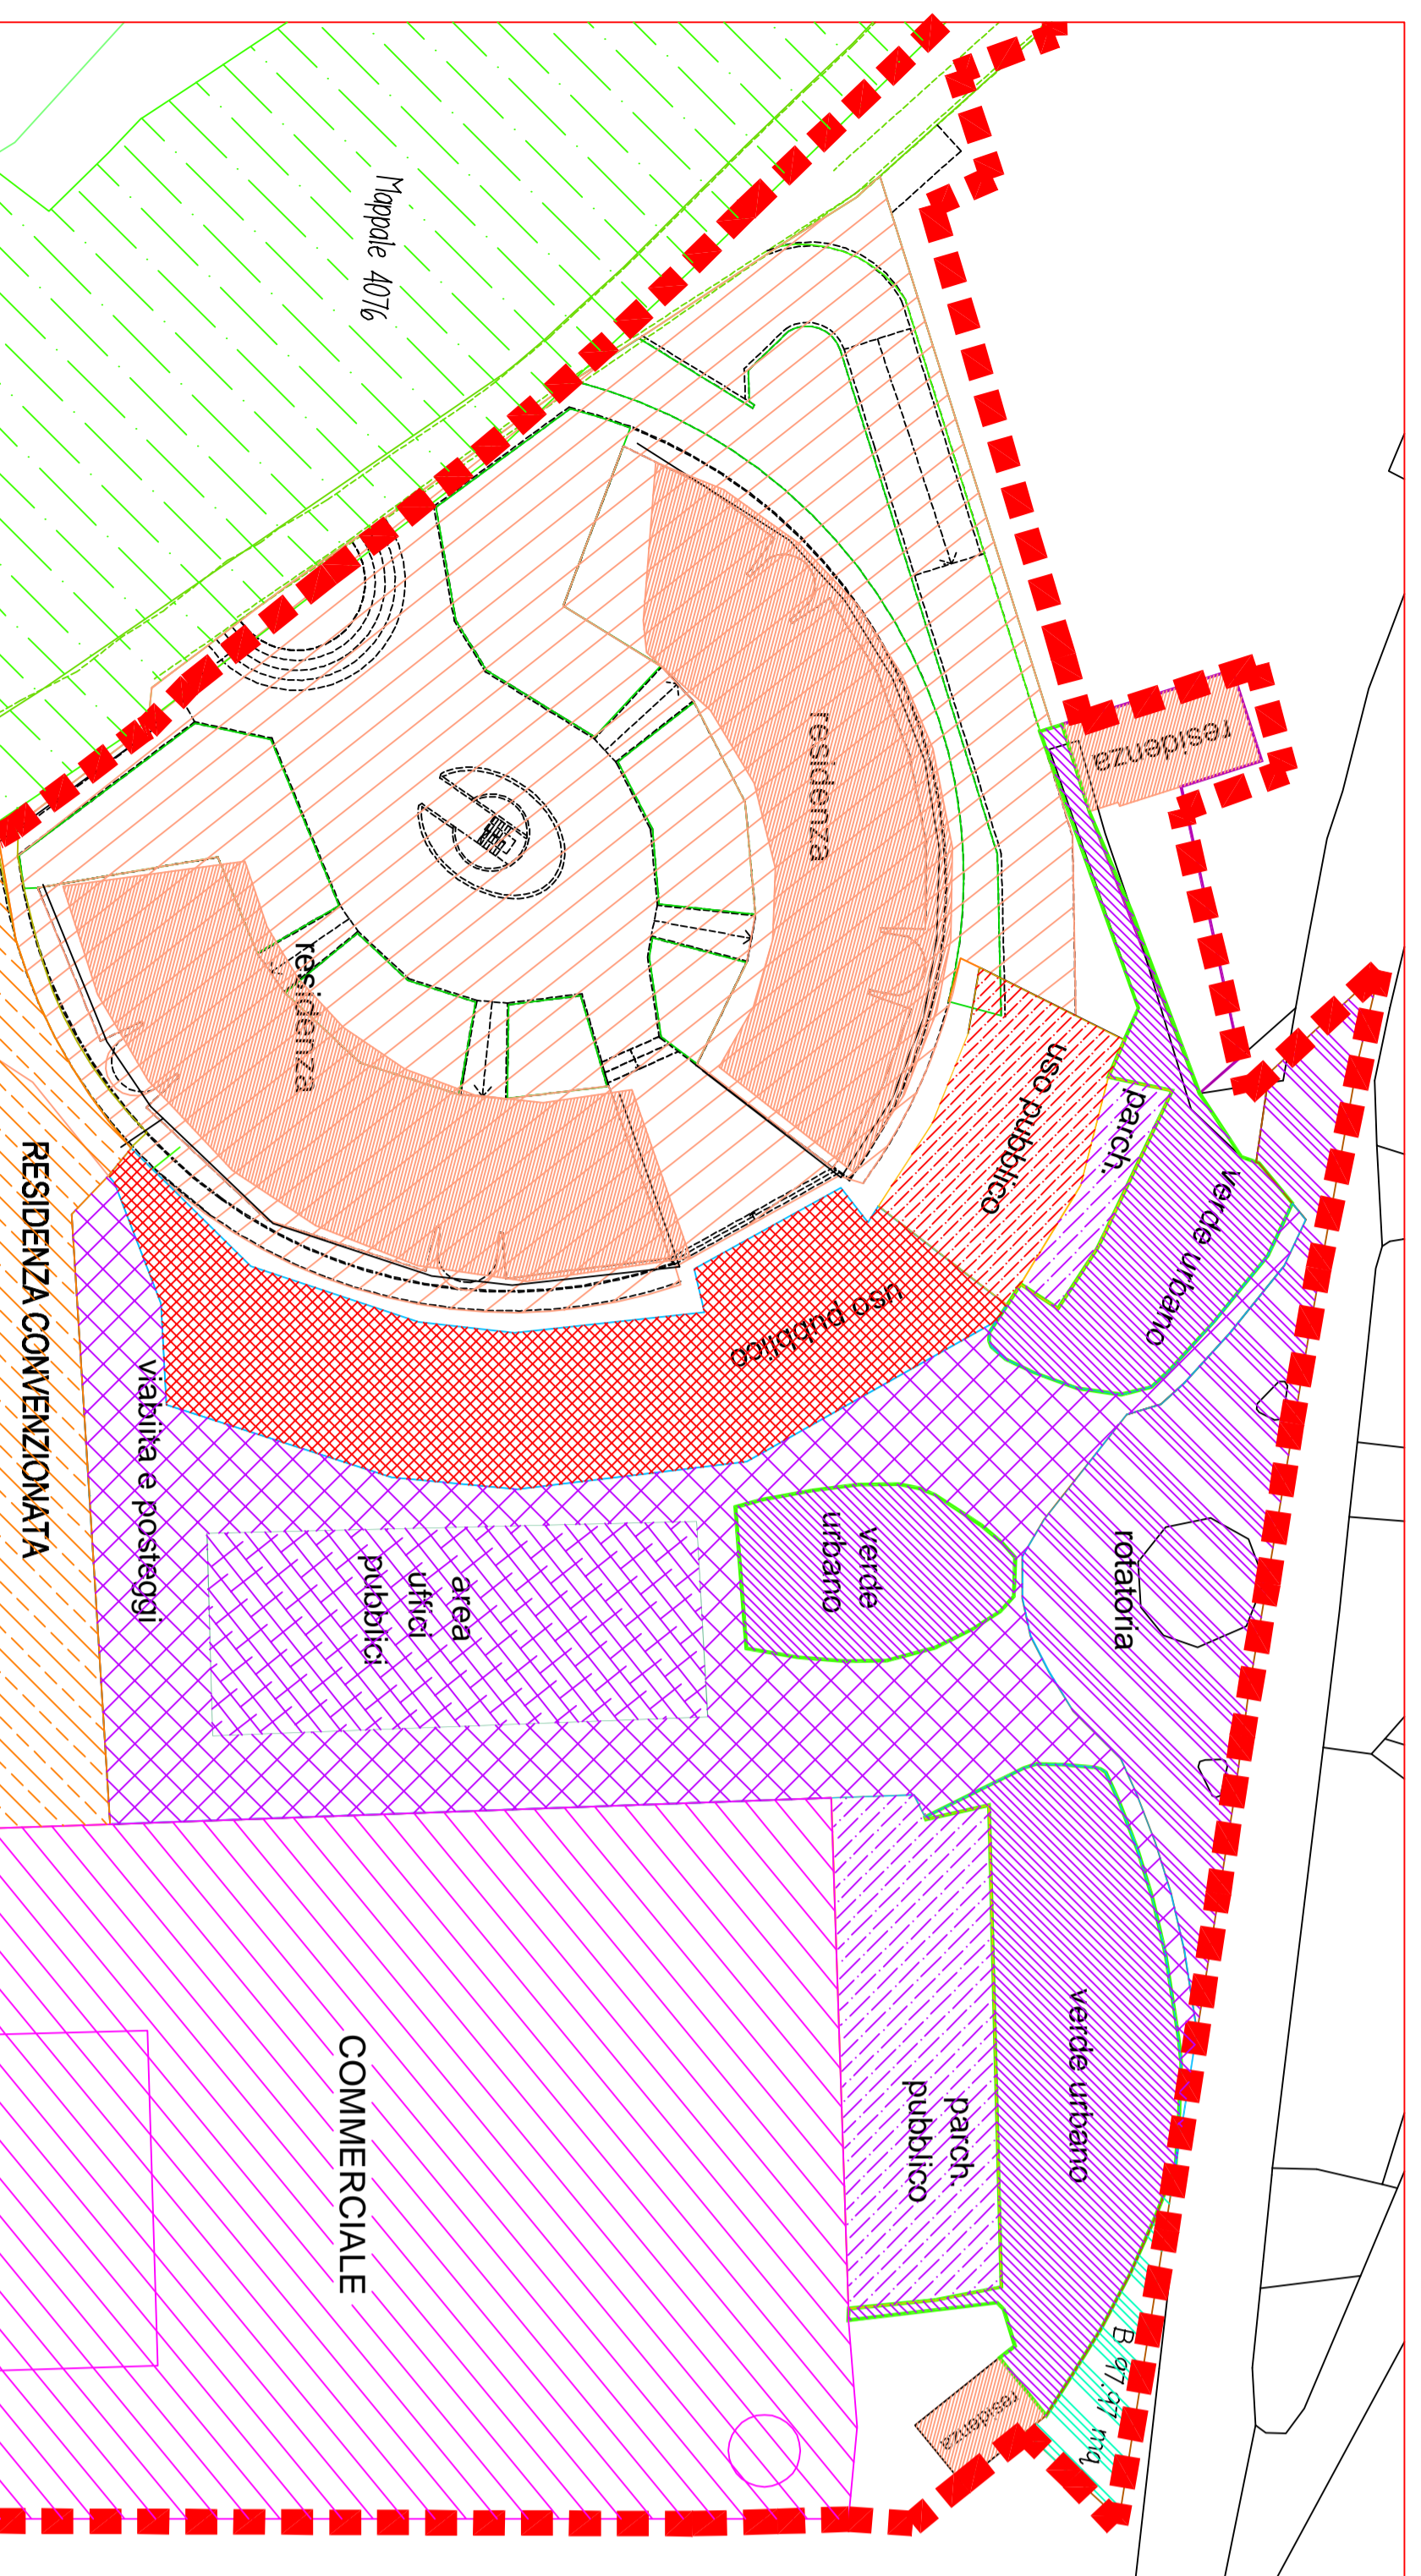 Mappale 4076
residenza
residenza
residenza
uso pubblico
parch.
verde urbano
uso pubblico
RESIDENZA CONVENZIONATA
viabilita e posteggi
area
uffici
pubblici
verde
urbano
rotatoria
verde urbano
parch.
pubblico
COMMERCIALE
B 97.97 mq
residenza